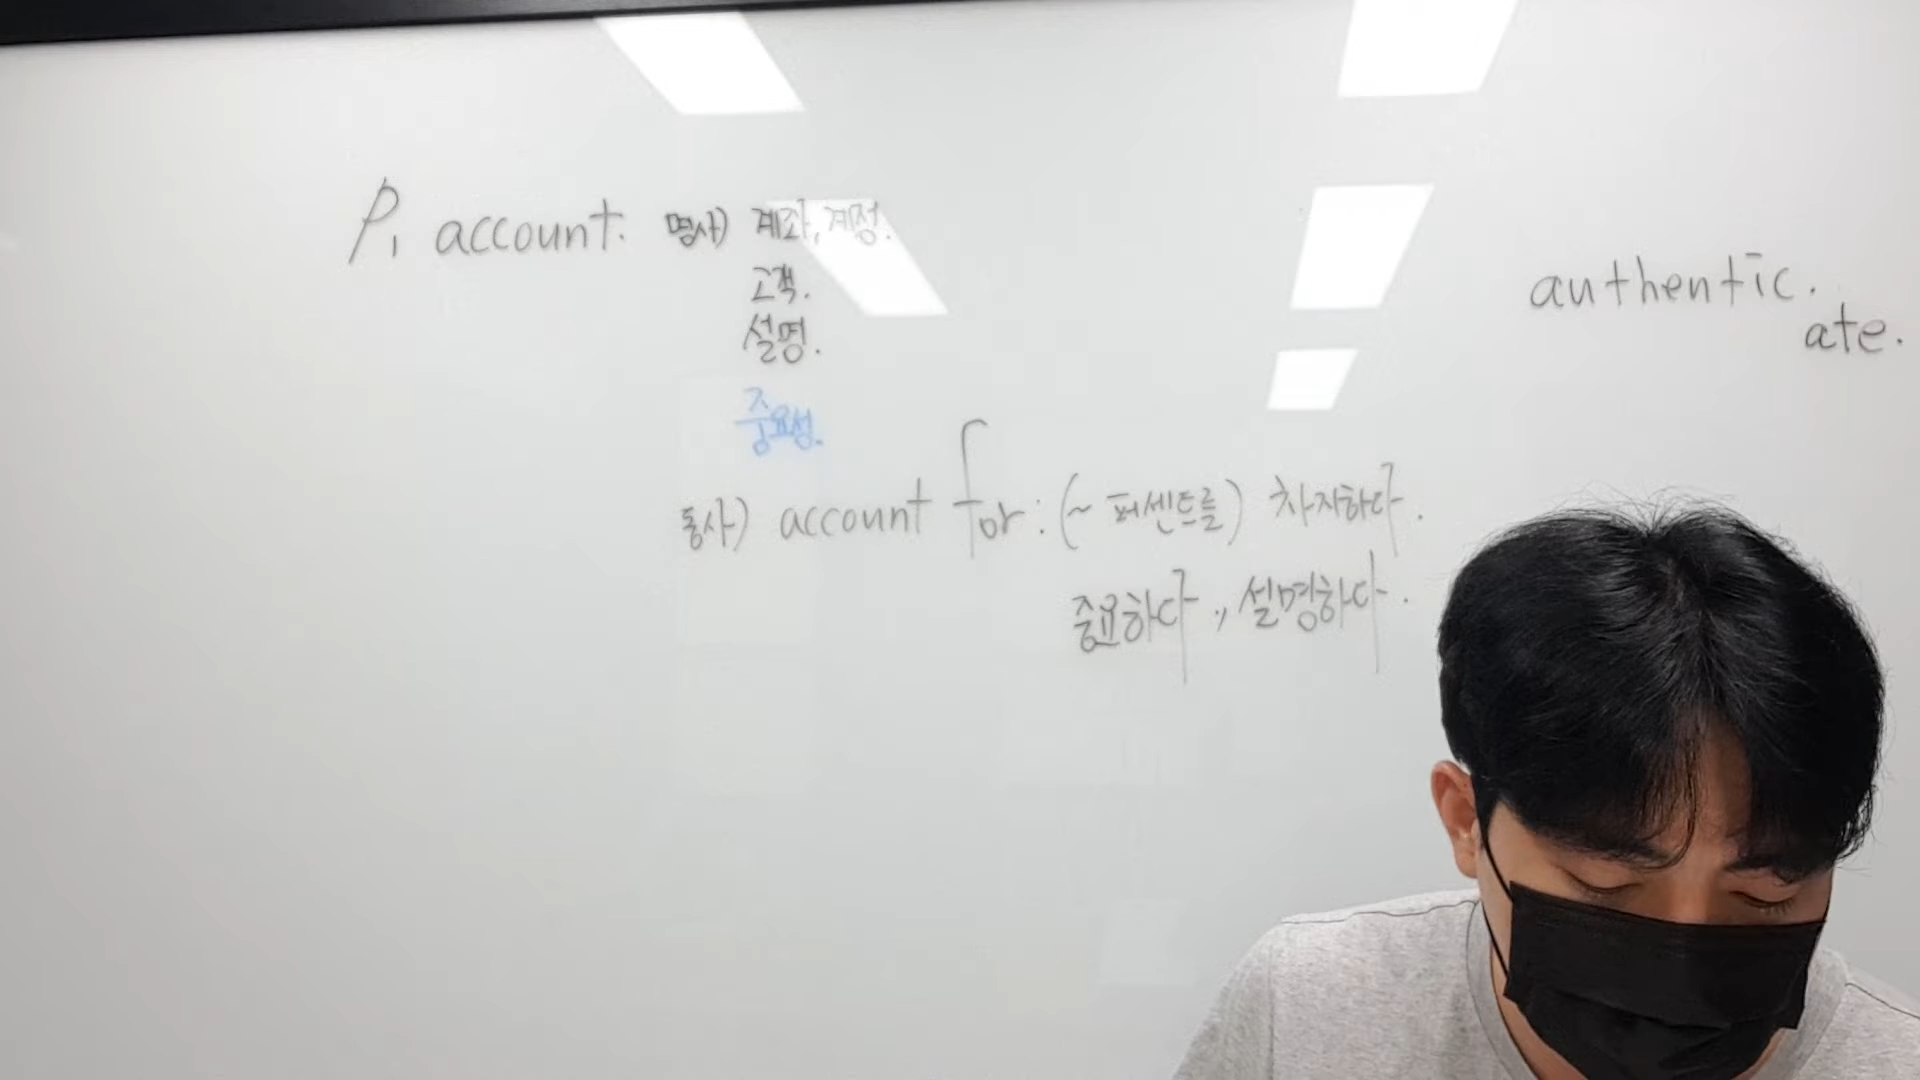 P, account: 명사) 계좌, 계정.
고객.
설명.
중요성.
동사) account for : (~ 퍼센트를) 차지하다.
중요하다., 설명하다.
authentic.
ate.